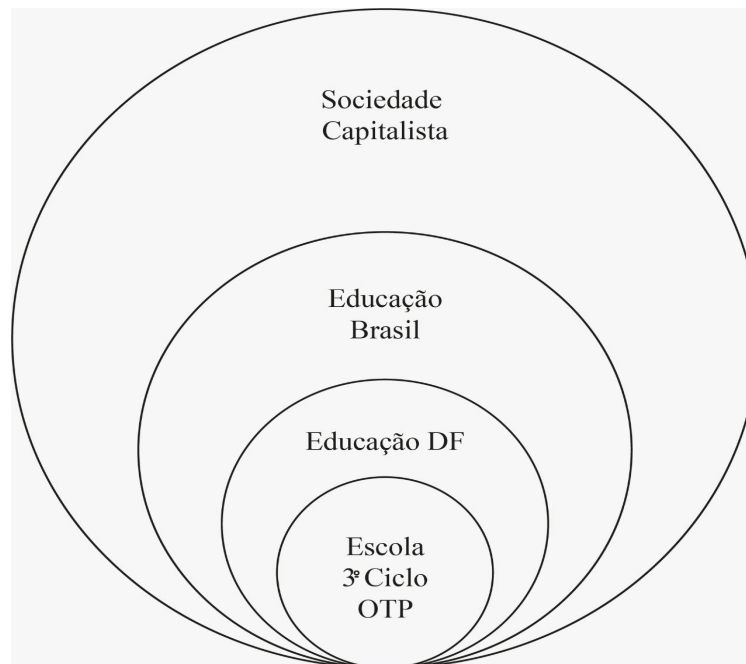 Sociedade
Capitalista
Educação
Brasil
Educação DF
Escola
3º Ciclo
OTP